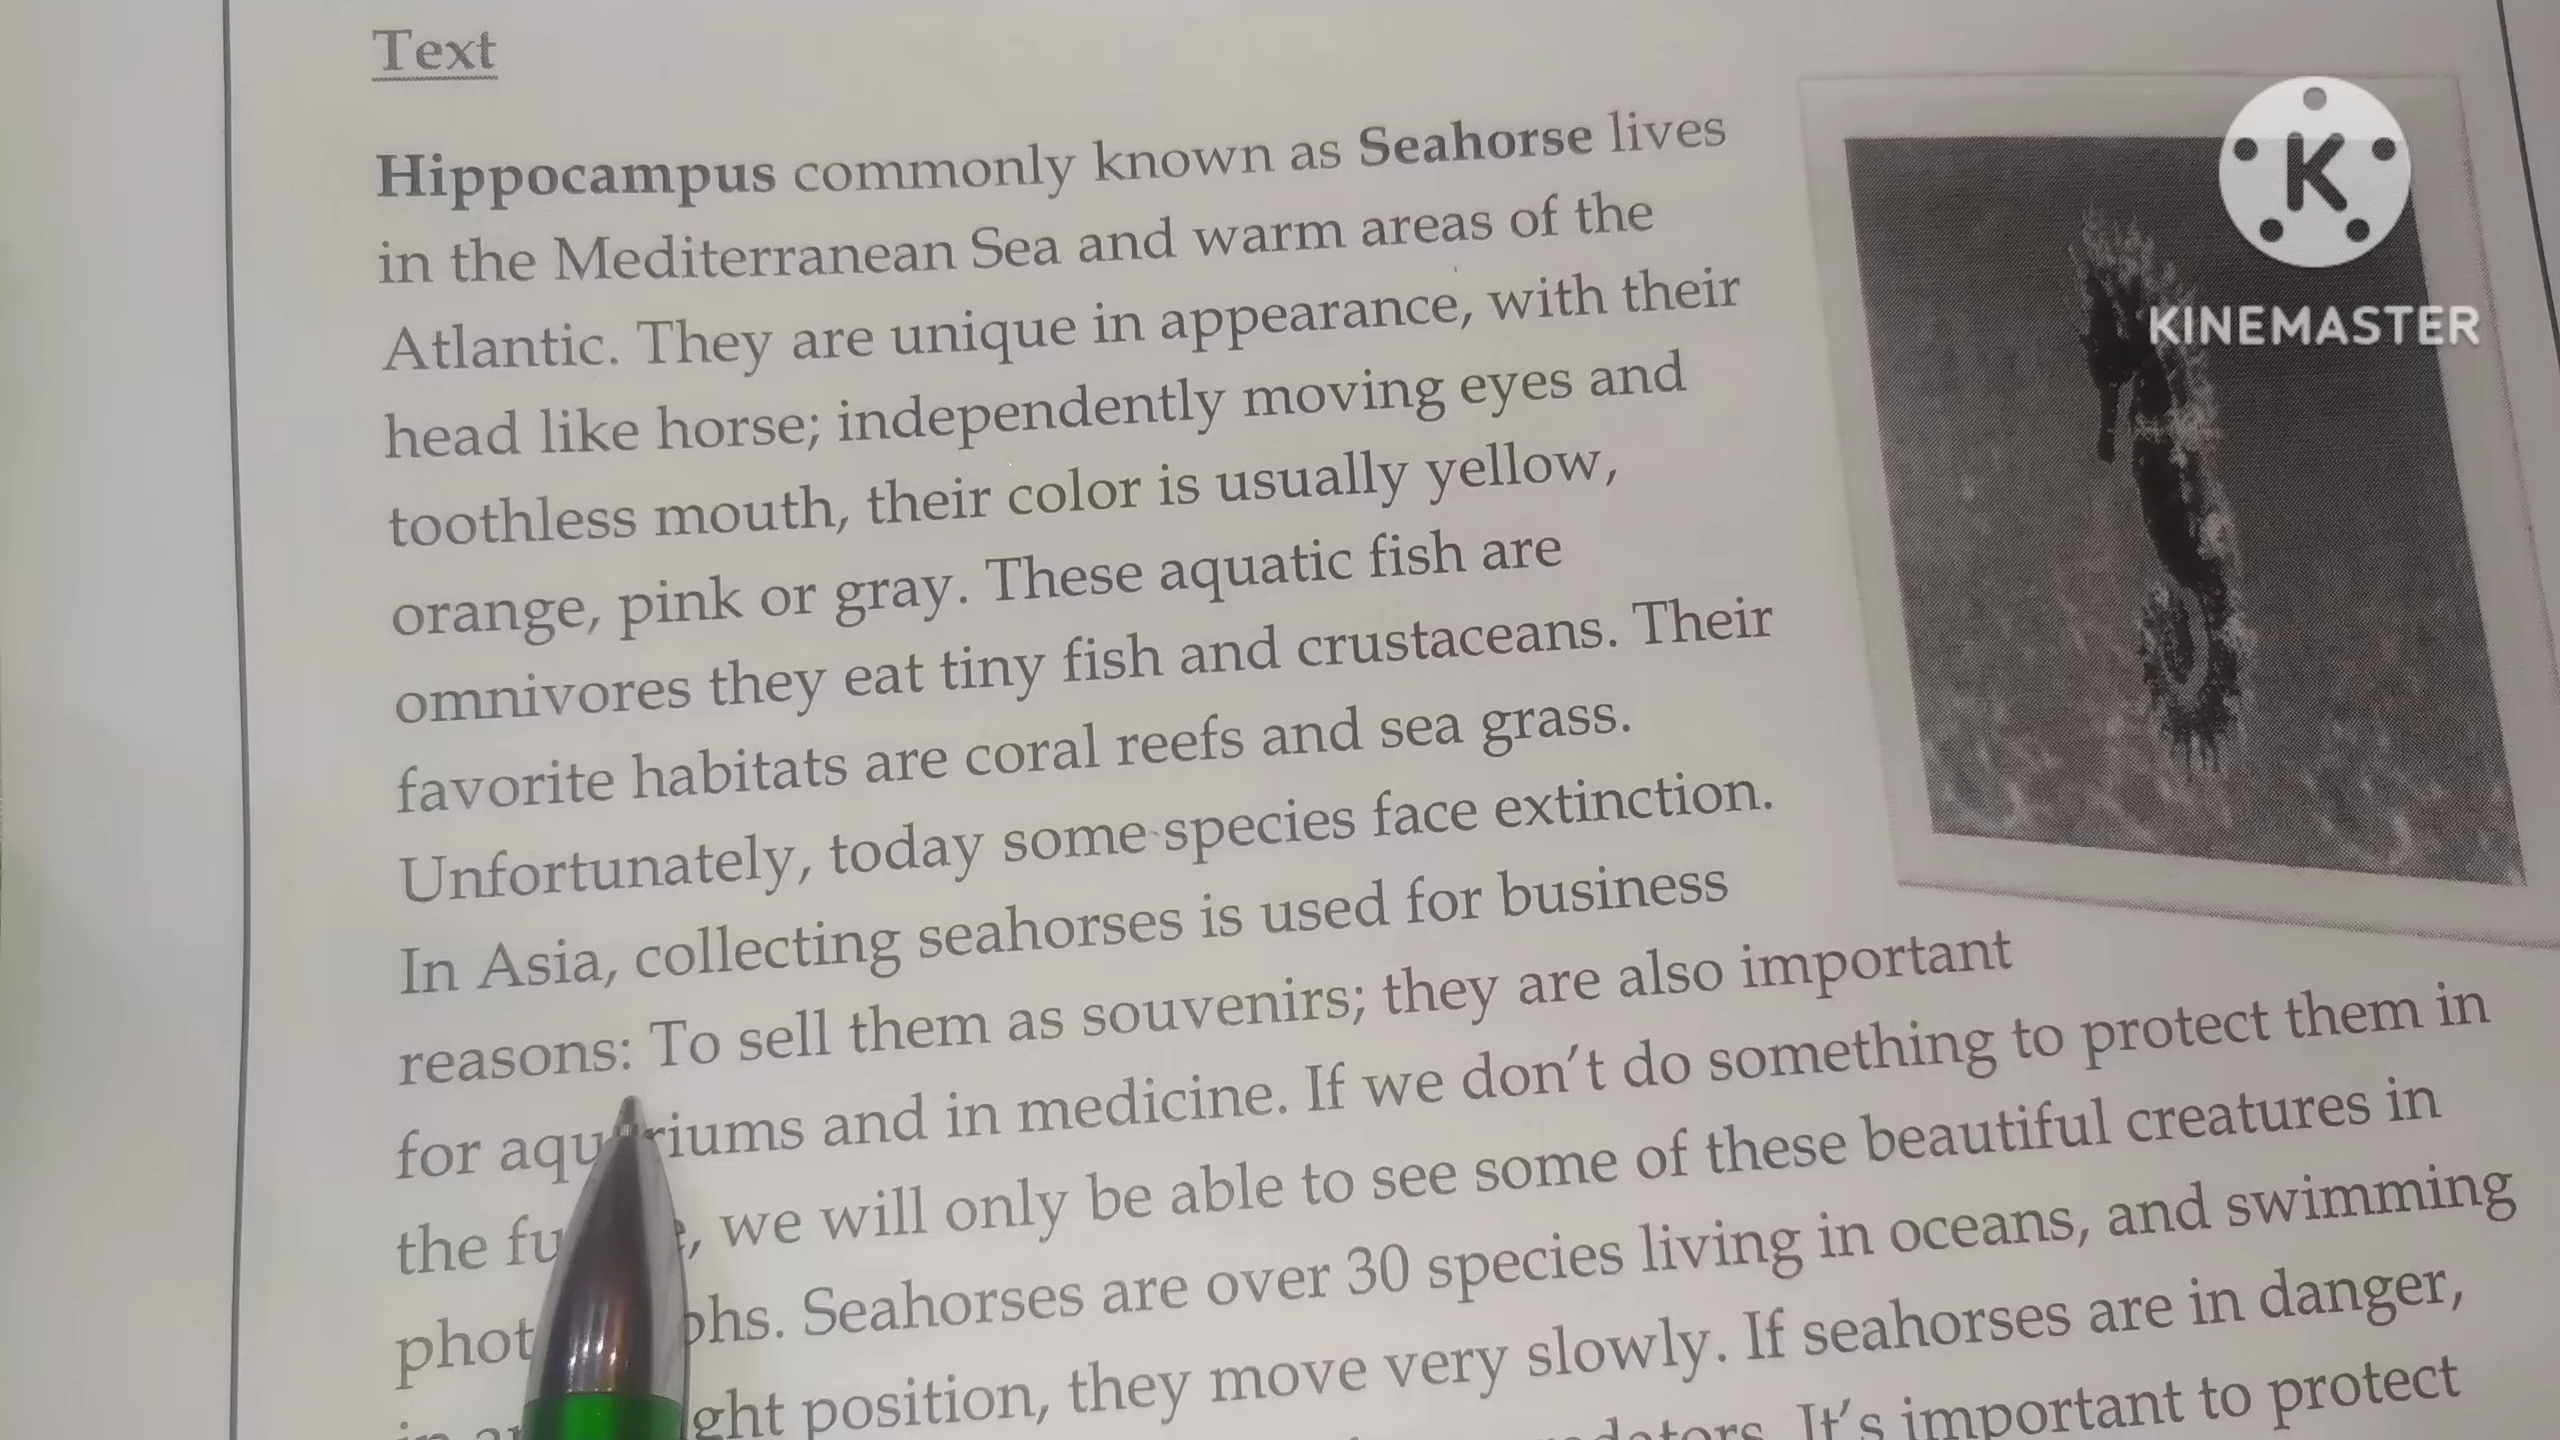 Text
Hippocampus commonly known as Seahorse lives
in the Mediterranean Sea and warm areas of the
Atlantic. They are unique in appearance, with their
head like horse; independently moving eyes and
toothless mouth, their color is usually yellow,
orange, pink or gray. These aquatic fish are
omnivores they eat tiny fish and crustaceans. Their
favorite habitats are coral reefs and sea grass.
Unfortunately, today some species face extinction.
In Asia, collecting seahorses is used for business
reasons: To sell them as souvenirs; they are also important
for aquariums and in medicine. If we don't do something to protect them in
the we will only be able to see some of these beautiful creatures in
Seahorses are over 30 species living in oceans, and swimming
position, they move very slowly. If seahorses are in danger,
It's important to protect
K
KINEMASTER